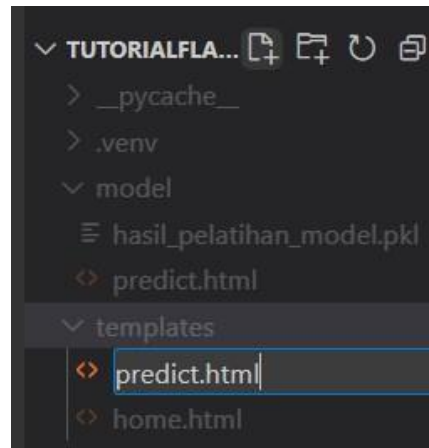 TUTORIALFLA...
__pycache__
.venv
model
hasil_pelatihan_model.pkl
predict.html
templates
predict.html
home.html